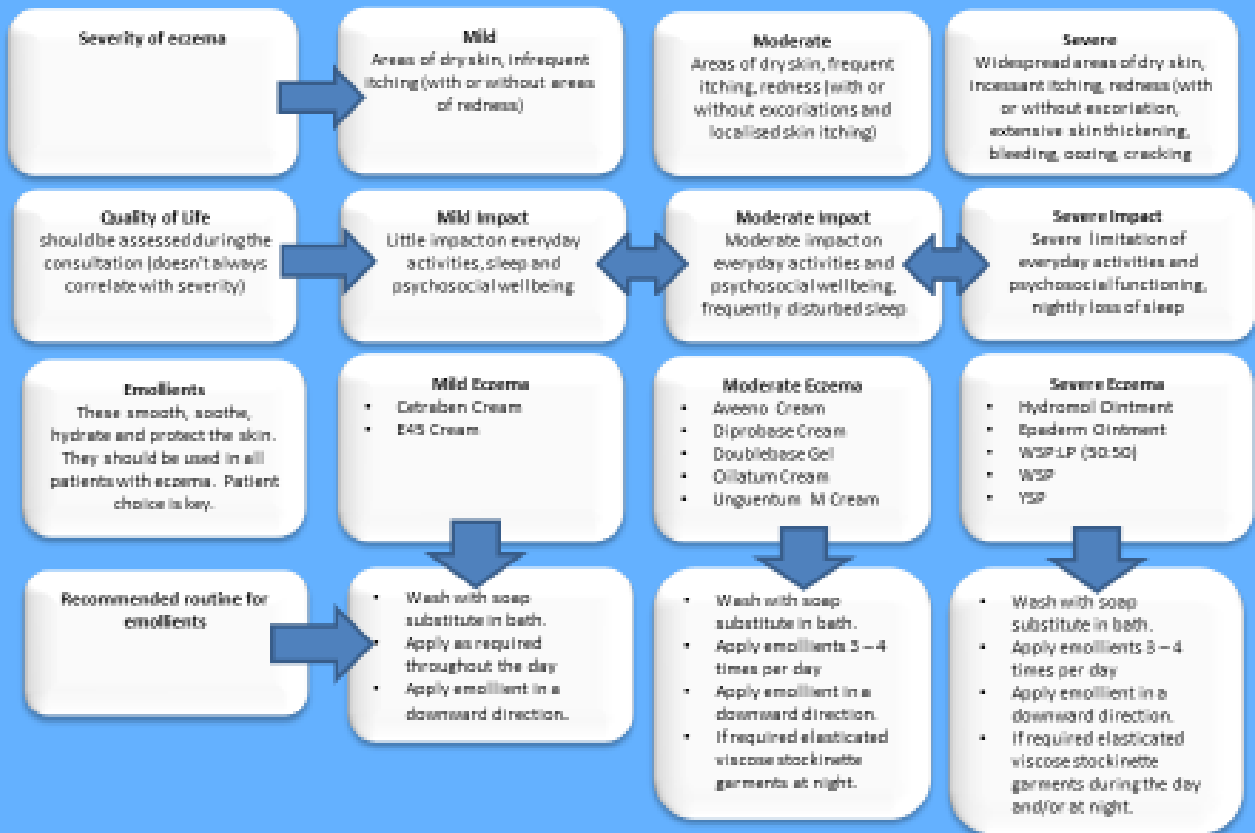 Severity of eczema
Mild
Areas of dry skin, infrequent
itching (with or without areas
of redness)
Moderate
Areas of dry skin, frequent
itching, redness (with or
without excoriations and
localised skin itching)
Severe
Widespread areas of dry skin,
incessant itching, redness (with
or without escoriation,
extensive skin thickening,
bleeding, oozing, cracking
Quality of Life
should be assessed during the
consultation (doesn't always
correlate with severity)
Mild Impact
Little impact on everyday
activities, sleep and
psychosocial wellbeing
Moderate Impact
Moderate impact on
everyday activities and
psychosocial wellbeing,
frequently disturbed sleep
Severe Impact
Severe limitation of
everyday activities and
psychosocial functioning,
nightly loss of sleep
Emollients
These smooth, soothe,
hydrate and protect the skin.
They should be used in all
patients with eczema. Patient
choice is key.
Mild Eczema
• Cetraben Cream
• E45 Cream
Moderate Eczema
• Aveeno Cream
• Diprobase Cream
• Doublebase Gel
• Oilatum Cream
• Unguentum M Cream
Severe Eczema
• Hydromol Ointment
• Epaderm Ointment
• WSP:LP (50:50)
• WSP
• YSP
Recommended routine for
emollients
• Wash with soap
substitute in bath.
• Apply as required
throughout the day
• Apply emollient in a
downward direction.
• Wash with soap
substitute in bath.
• Apply emollients 3 – 4
times per day
• Apply emollient in a
downward direction.
• If required elasticated
viscose stockinette
garments at night.
• Wash with soap
substitute in bath.
• Apply emollients 3 – 4
times per day
• Apply emollient in a
downward direction.
• If required elasticated
viscose stockinette
garments during the day
and/or at night.